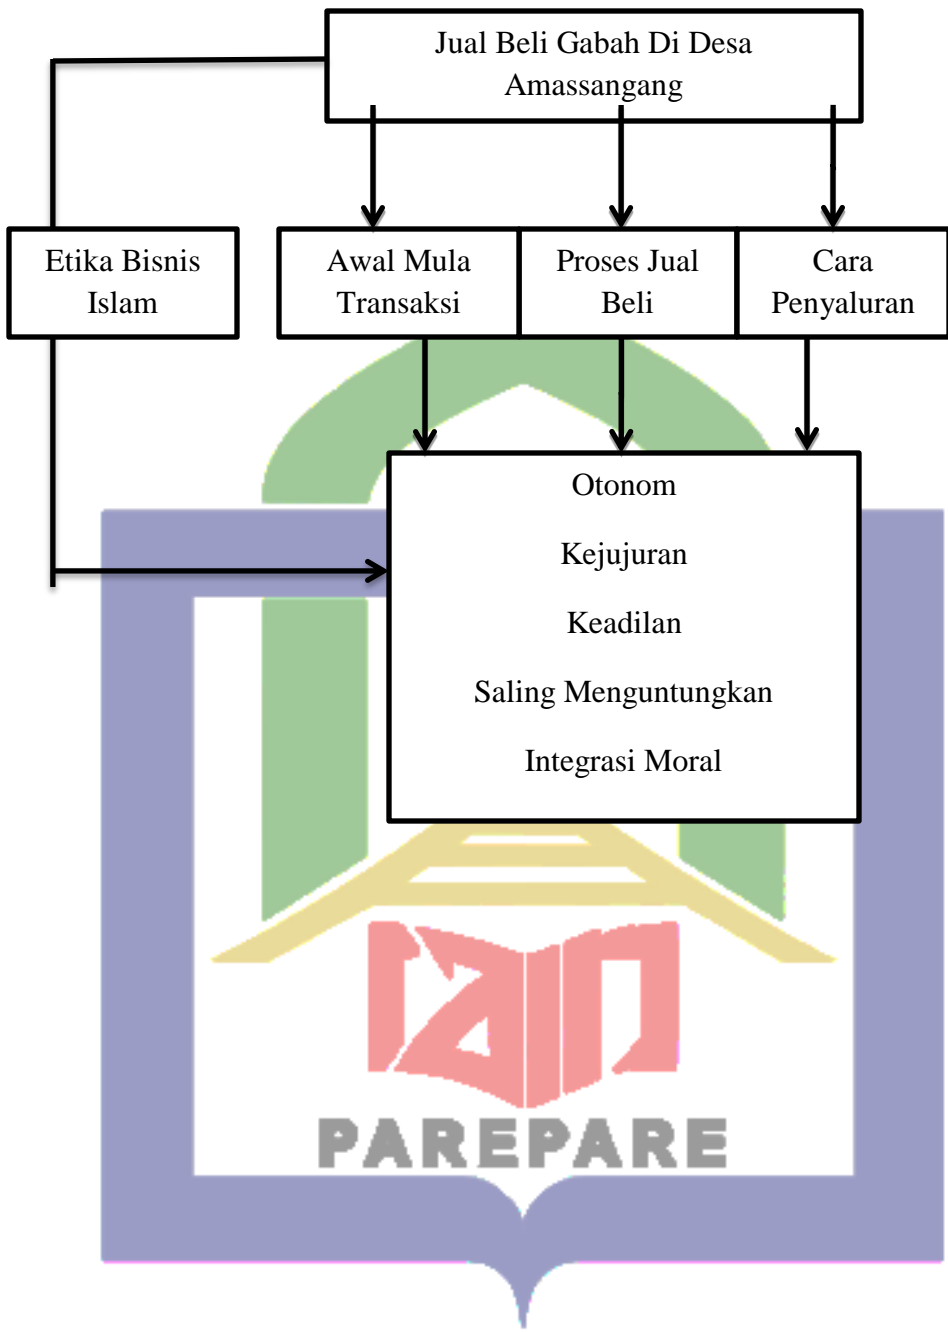 Jual Beli Gabah Di Desa
Amassangang
Etika Bisnis
Islam
Awal Mula
Transaksi
Proses Jual
Beli
Cara
Penyaluran
Otonom
Kejujuran
Keadilan
Saling Menguntungkan
Integrasi Moral
iain
PAREPARE